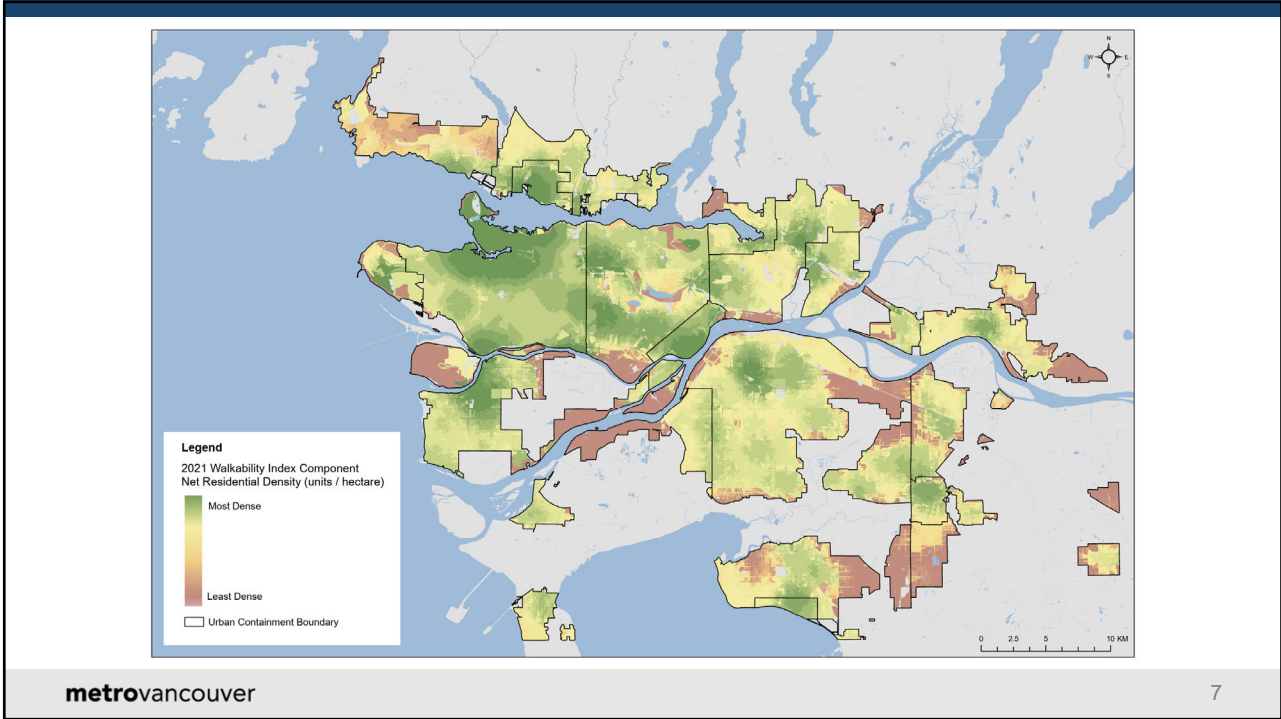 N
W E
S
Legend
2021 Walkability Index Component
Net Residential Density (units / hectare)
Most Dense
Least Dense
Urban Containment Boundary
0 2.5 5 10 KM
metrovancouver
7